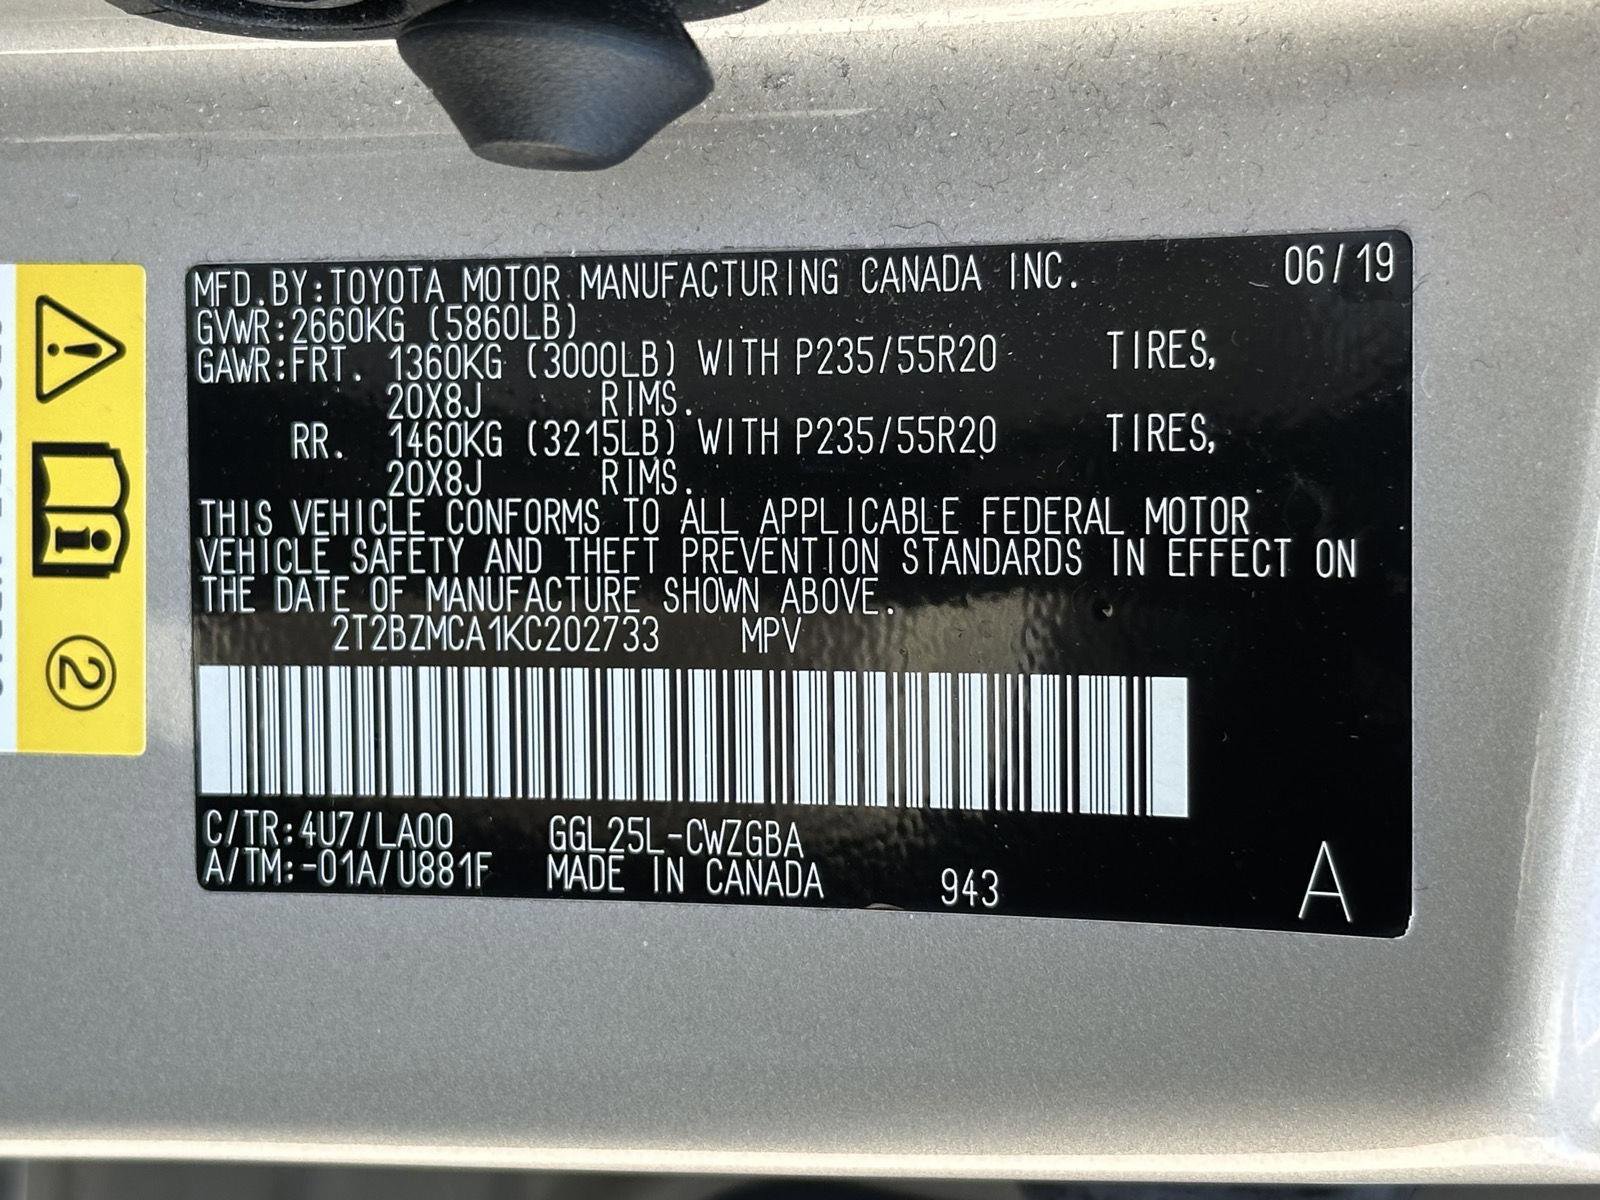 MFD.BY:TOYOTA MOTOR MANUFACTURING CANADA INC. 06/19
GVWR:2660KG (5860LB)
GAWR:FRT. 1360KG (3000LB) WITH P235/55R20 TIRES,
20X8J RIMS.
RR. 1460KG (3215LB) WITH P235/55R20 TIRES,
20X8J RIMS.
THIS VEHICLE CONFORMS TO ALL APPLICABLE FEDERAL MOTOR
VEHICLE SAFETY AND THEFT PREVENTION STANDARDS IN EFFECT ON
THE DATE OF MANUFACTURE SHOWN ABOVE.
2T2BZMCA1KC202733 MPV
C/TR:4U7/LA00 GGL25L-CWZGBA
A/TM:-01A/U881F MADE IN CANADA 943 A
2